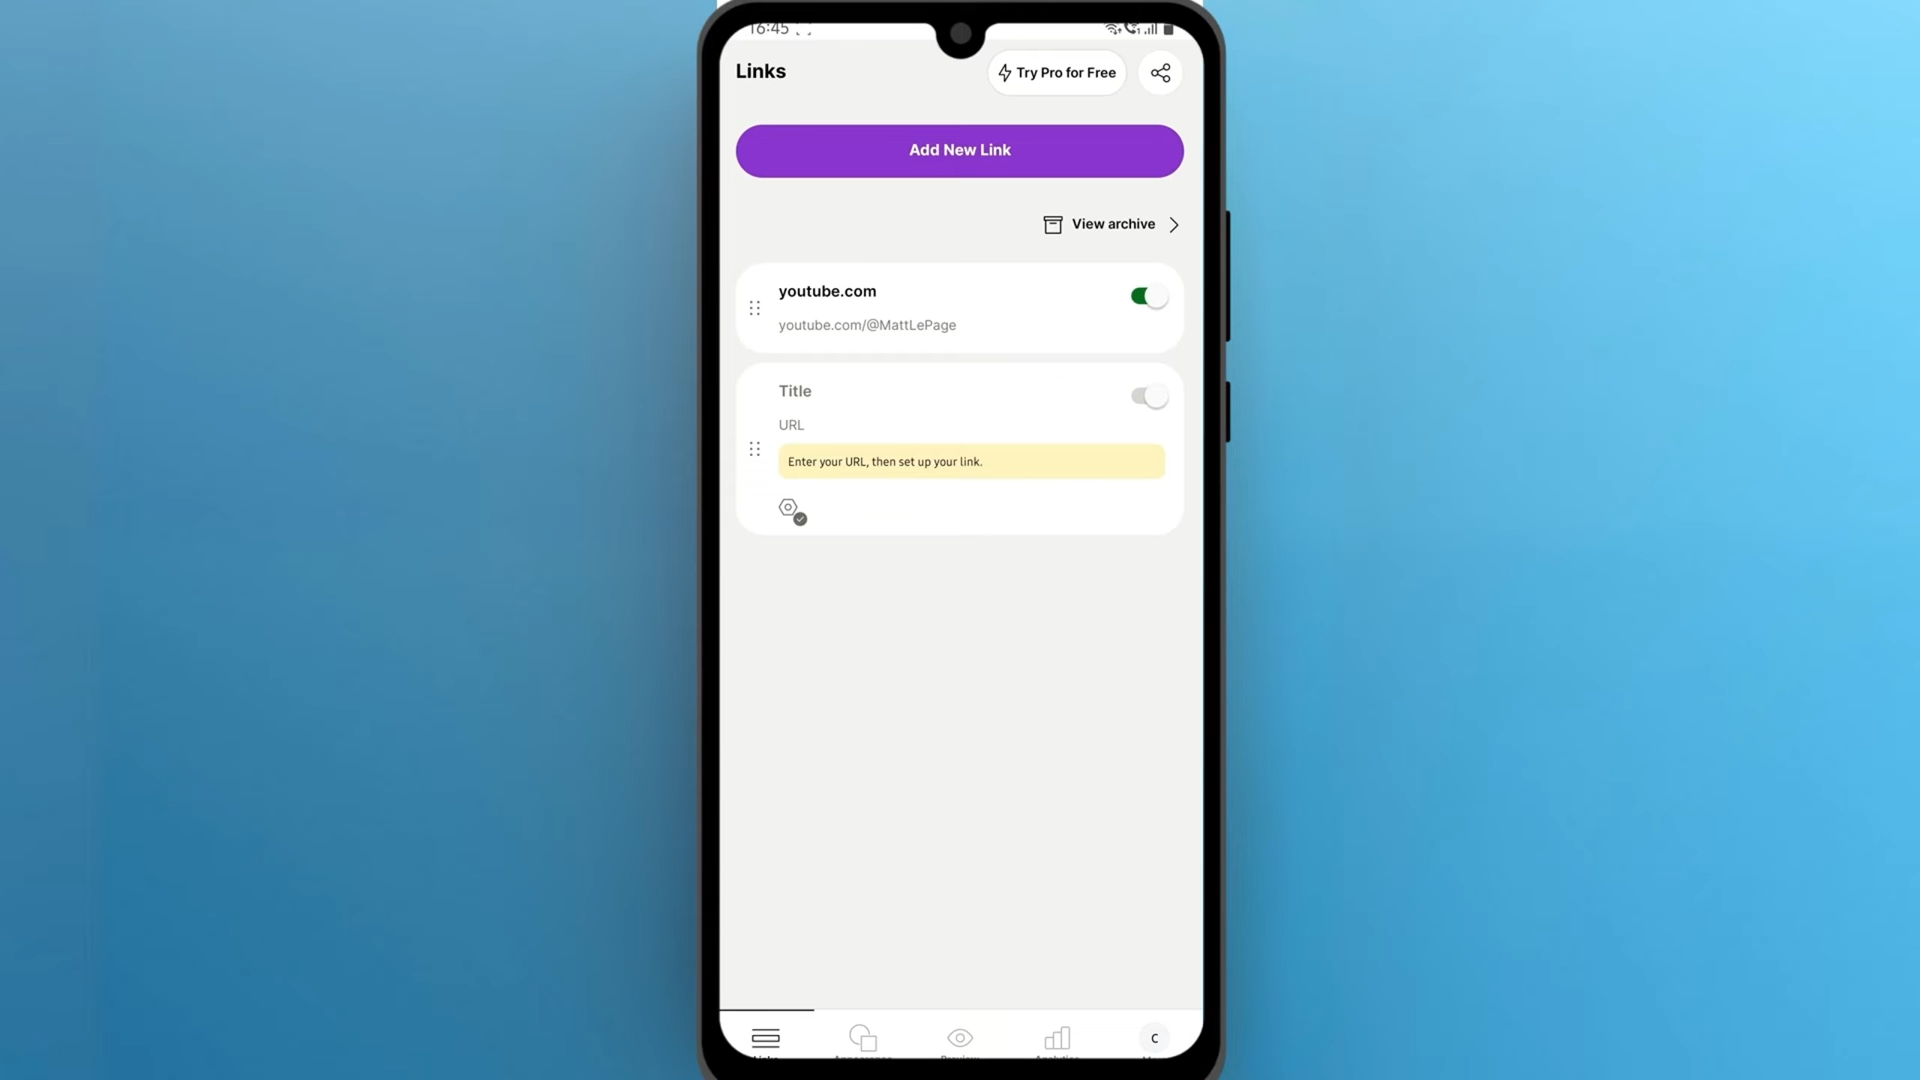 16:45
Links
Try Pro for Free
Add New Link
View archive
youtube.com
youtube.com/@MattLePage
Title
URL
Enter your URL, then set up your link.
C